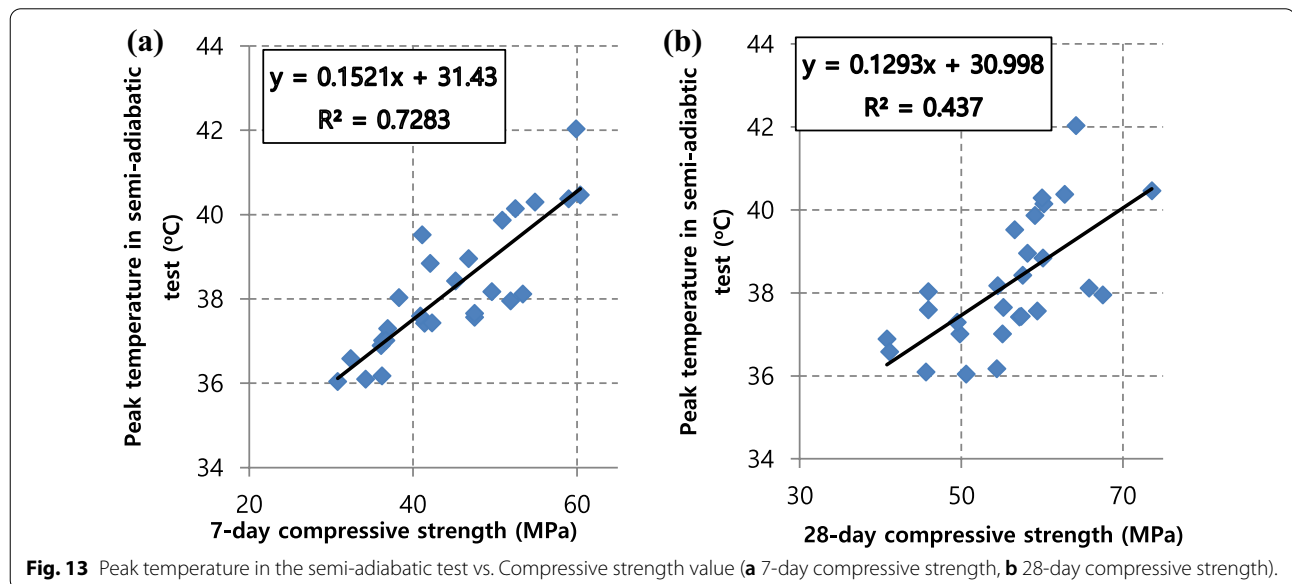 (a)
y = 0.1521x + 31.43
R² = 0.7283
Peak temperature in semi-adiabatic
test (°C)
44
42
40
38
36
34
20
40
60
7-day compressive strength (MPa)
(b)
y = 0.1293x + 30.998
R² = 0.437
Peak temperature in semi-adiabtic
test (°C)
44
42
40
38
36
34
30
50
70
28-day compressive strength (MPa)
Fig. 13 Peak temperature in the semi-adiabatic test vs. Compressive strength value (a 7-day compressive strength, b 28-day compressive strength).